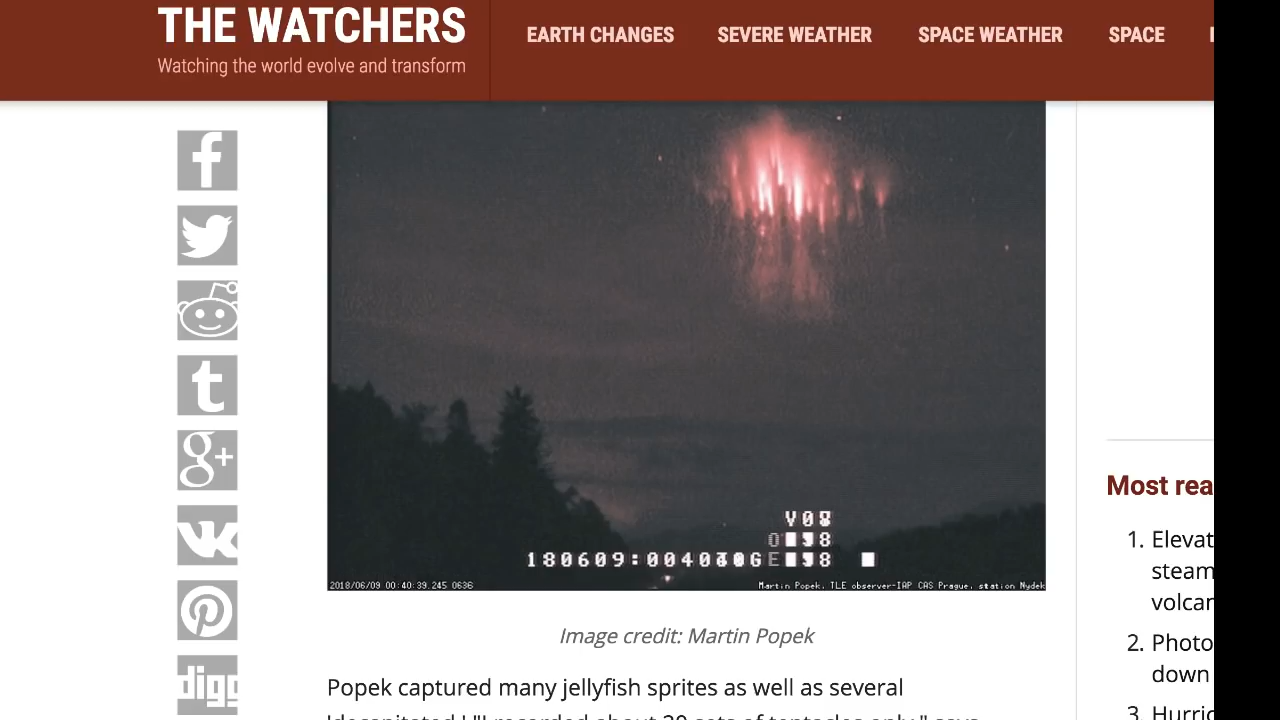 THE WATCHERS
Watching the world evolve and transform
EARTH CHANGES SEVERE WEATHER SPACE WEATHER SPACE
V08
2018/06/09 00:40:39.245 0636
Martin Popek, TLE observer-IAP CAS Prague, station Nydek
Image credit: Martin Popek
Popek captured many jellyfish sprites as well as several
digg
Most rea
1. Elevat
steam
volcan
2. Photo
down